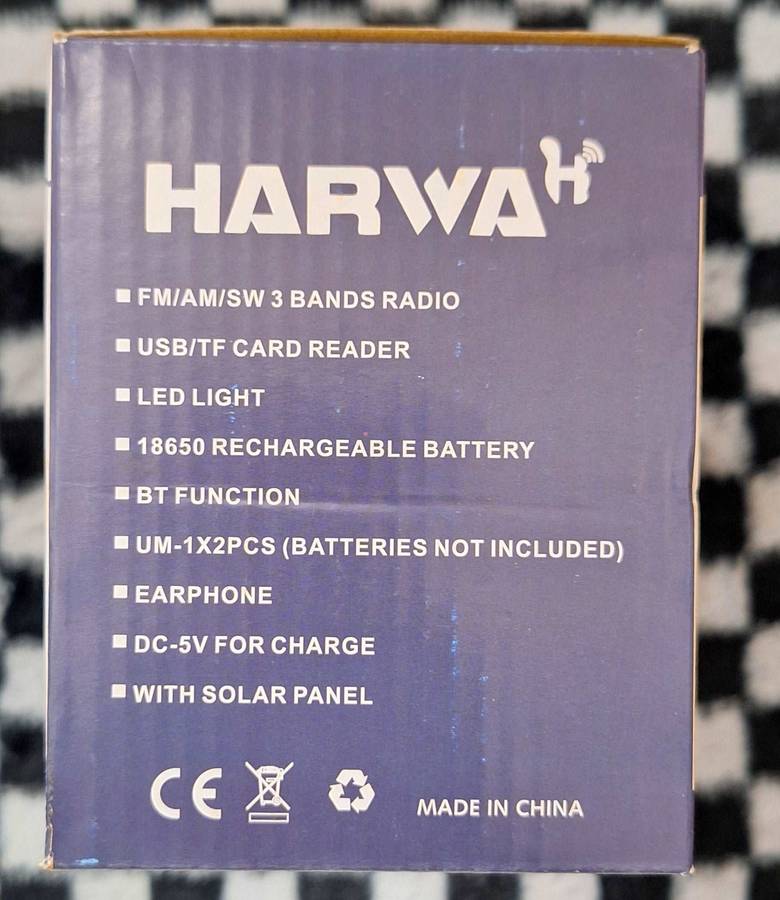 HARWA H
FM/AM/SW 3 BANDS RADIO
USB/TF CARD READER
LED LIGHT
18650 RECHARGEABLE BATTERY
BT FUNCTION
UM-1X2PCS (BATTERIES NOT INCLUDED)
EARPHONE
DC-5V FOR CHARGE
WITH SOLAR PANEL
CE MADE IN CHINA